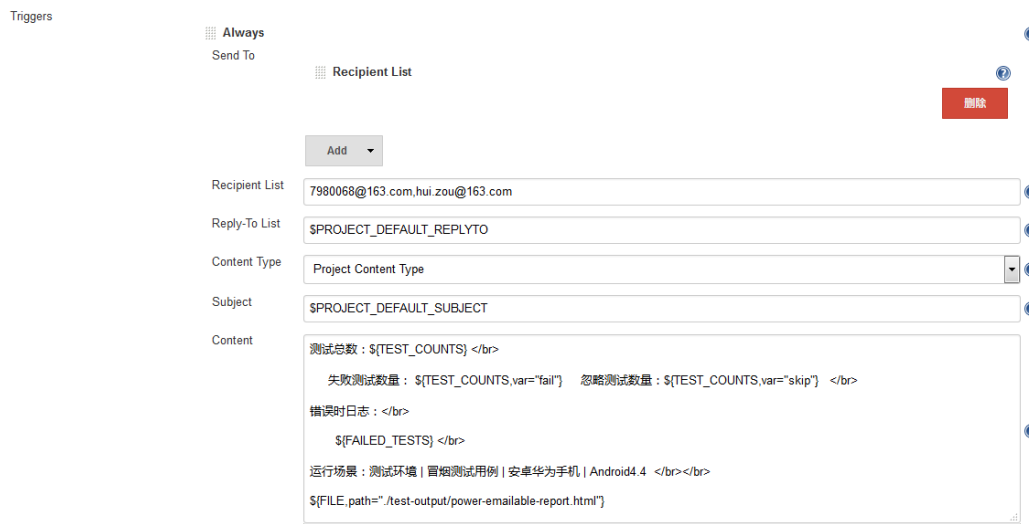 Triggers
Always
Send To
Recipient List
删除
Add
Recipient List
7980068@163.com,hui.zou@163.com
Reply-To List
$PROJECT_DEFAULT_REPLYTO
Content Type
Project Content Type
Subject
$PROJECT_DEFAULT_SUBJECT
Content
测试总数：${TEST_COUNTS} </br>
失败测试数量： ${TEST_COUNTS,var="fail"} 忽略测试数量：${TEST_COUNTS,var="skip"} </br>
错误时日志：</br>
${FAILED_TESTS} </br>
运行场景：测试环境 | 冒烟测试用例 | 安卓华为手机 | Android4.4 </br></br>
${FILE,path="./test-output/power-emailable-report.html"}